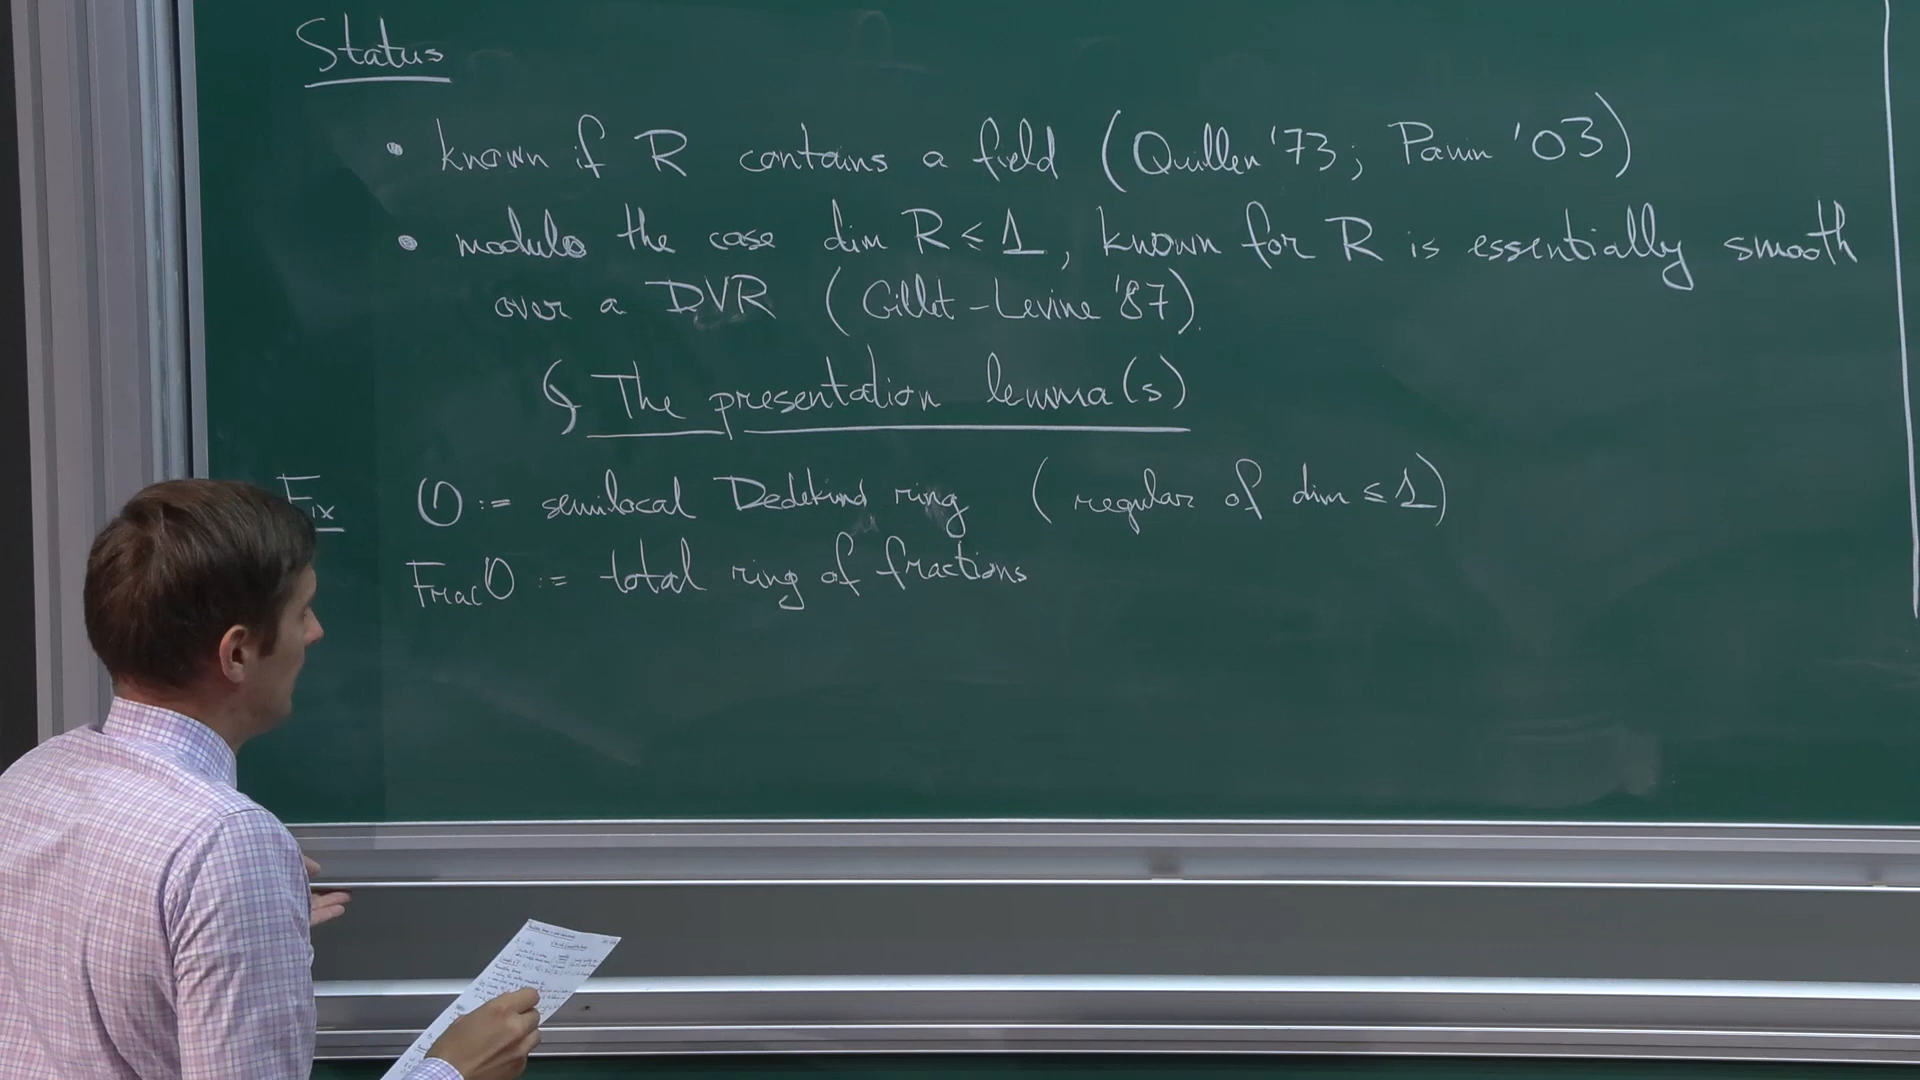 Status
• known if R contains a field (Quillen '73; Panin '03)
• modulo the case dim R ≤ 1, known for R is essentially smooth
over a DVR (Gillet-Levine '87).
§ The presentation lemma(s)
Fix O := semilocal Dedekind ring (regular of dim ≤ 1)
Frac O := total ring of fractions